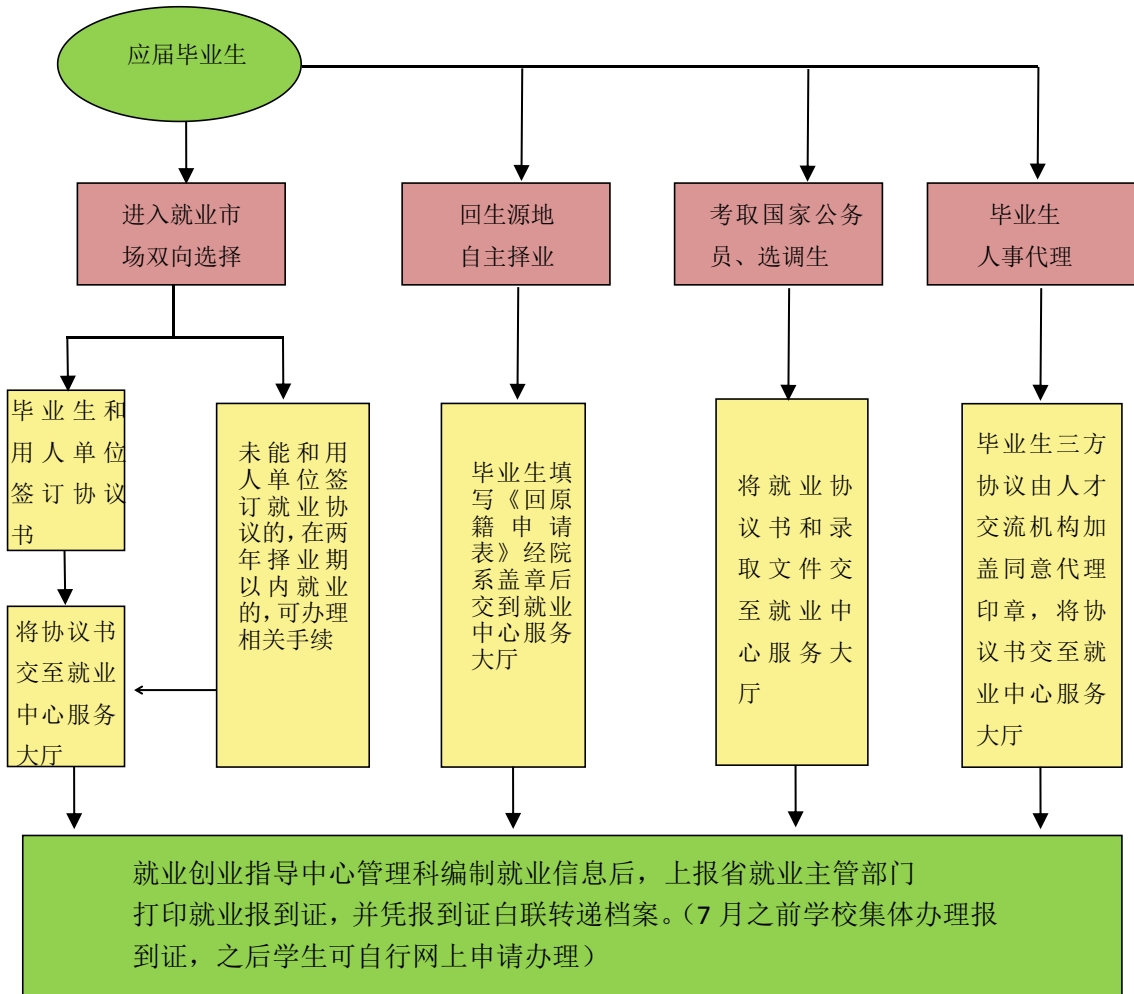 应届毕业生
进入就业市
场双向选择
回生源地
自主择业
考取国家公务
员、选调生
毕业生
人事代理
毕业生和
用人单位
签订协议
书
将协议书
交至就业
中心服务
大厅
未能和用
人单位签
订就业协
议的,在两
年择业期
以内就业
的,可办理
相关手续
毕业生填
写《回原
籍申请
表》经院
系盖章后
交到就业
中心服务
大厅
将就业协
议书和录
取文件交
至就业中
心服务大
厅
毕业生三方
协议由人才
交流机构加
盖同意代理
印章，将协
议书交至就
业中心服务
大厅
就业创业指导中心管理科编制就业信息后，上报省就业主管部门
打印就业报到证，并凭报到证白联转递档案。（7 月之前学校集体办理报
到证，之后学生可自行网上申请办理）